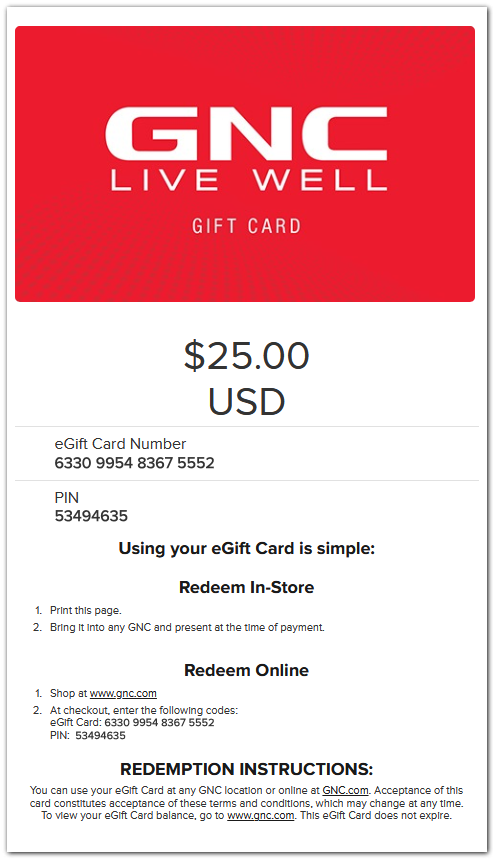 GNC
LIVE WELL
GIFT CARD
$25.00
USD
eGift Card Number
6330 9954 8367 5552
PIN
53494635
Using your eGift Card is simple:
Redeem In-Store
1. Print this page.
2. Bring it into any GNC and present at the time of payment.
Redeem Online
1. Shop at www.gnc.com
2. At checkout, enter the following codes:
eGift Card: 6330 9954 8367 5552
PIN: 53494635
REDEMPTION INSTRUCTIONS:
You can use your eGift Card at any GNC location or online at GNC.com. Acceptance of this
card constitutes acceptance of these terms and conditions, which may change at any time.
To view your eGift Card balance, go to www.gnc.com. This eGift Card does not expire.